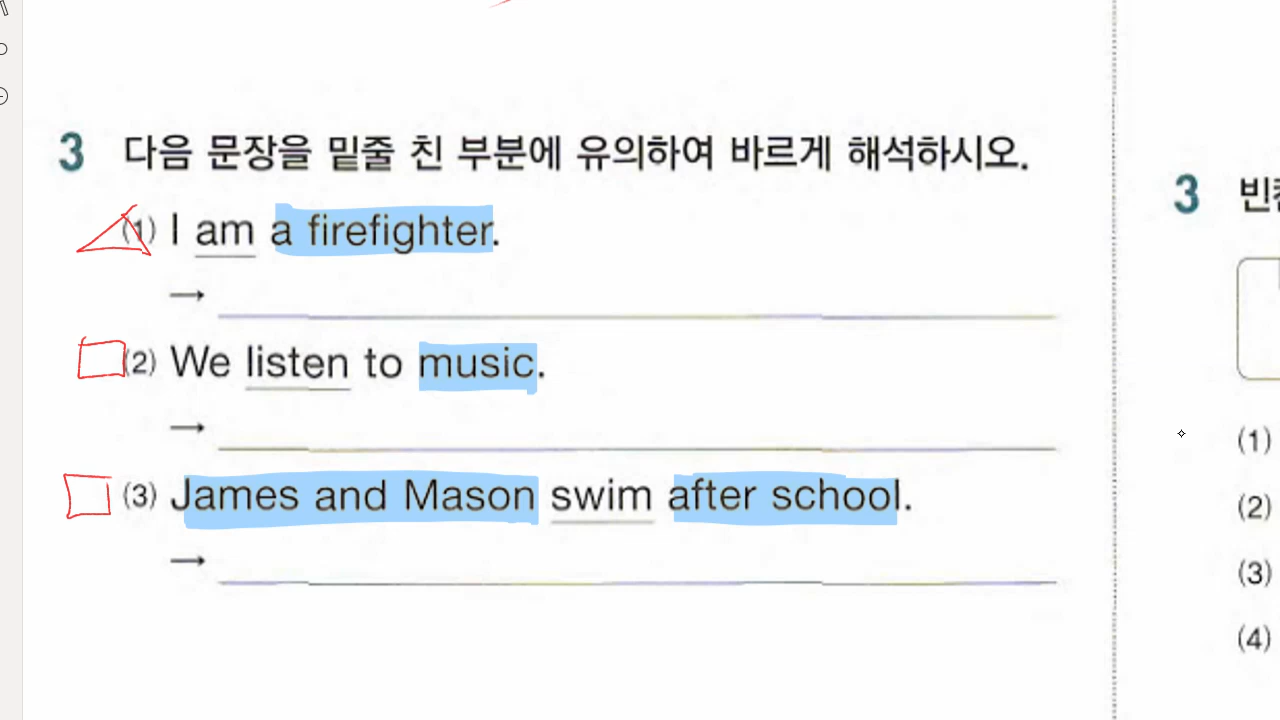 3 다음 문장을 밑줄 친 부분에 유의하여 바르게 해석하시오.
(1) I am a firefighter.
→
(2) We listen to music.
→
(3) James and Mason swim after school.
→
3
(1)
(2)
(3)
(4)